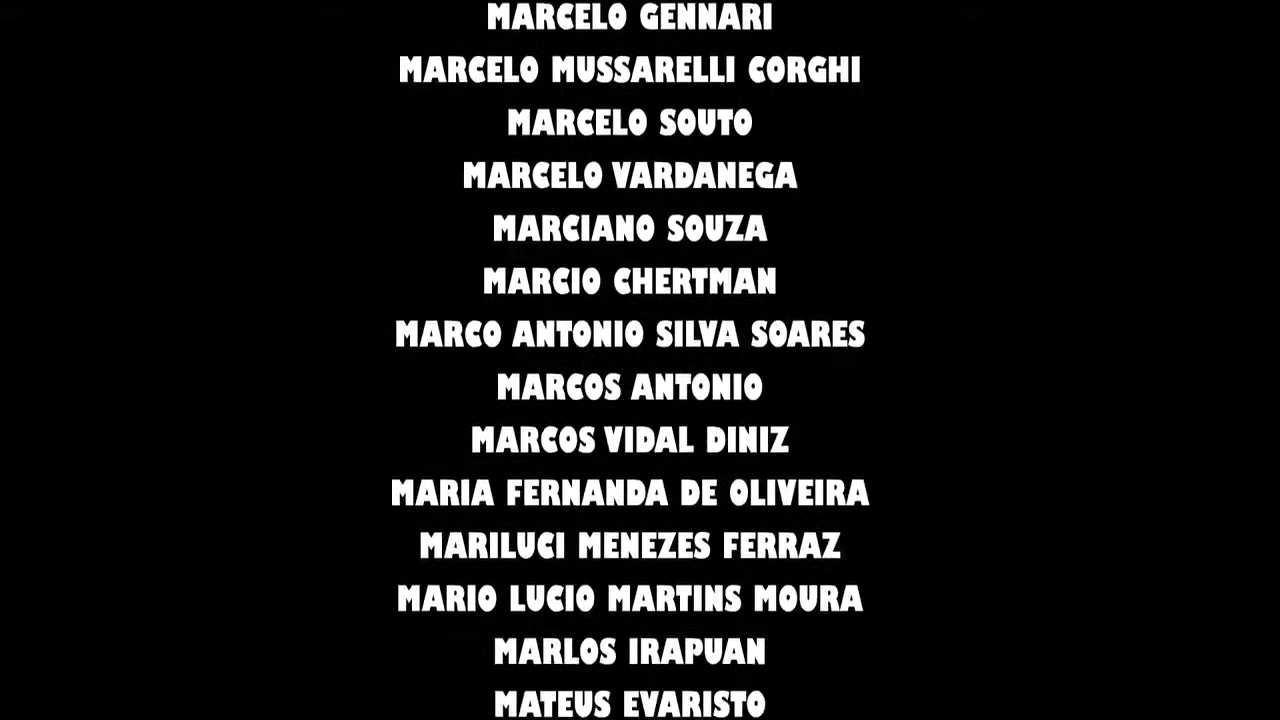 MARCELO GENNARI
MARCELO MUSSARELLI CORGHI
MARCELO SOUTO
MARCELO VARDANEGA
MARCIANO SOUZA
MARCIO CHERTMAN
MARCO ANTONIO SILVA SOARES
MARCOS ANTONIO
MARCOS VIDAL DINIZ
MARIA FERNANDA DE OLIVEIRA
MARILUCI MENEZES FERRAZ
MARIO LUCIO MARTINS MOURA
MARLOS IRAPUAN
MATEUS EVARISTO